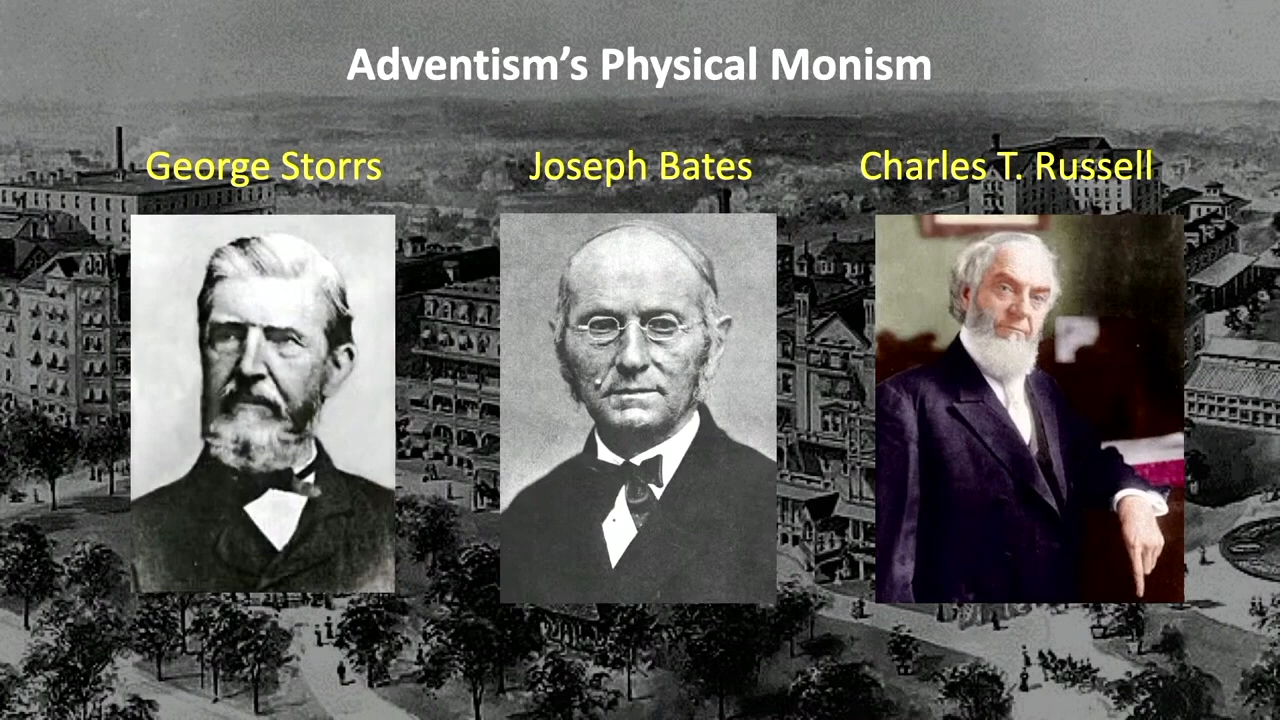 Adventism’s Physical Monism
George Storrs
Joseph Bates
Charles T. Russell